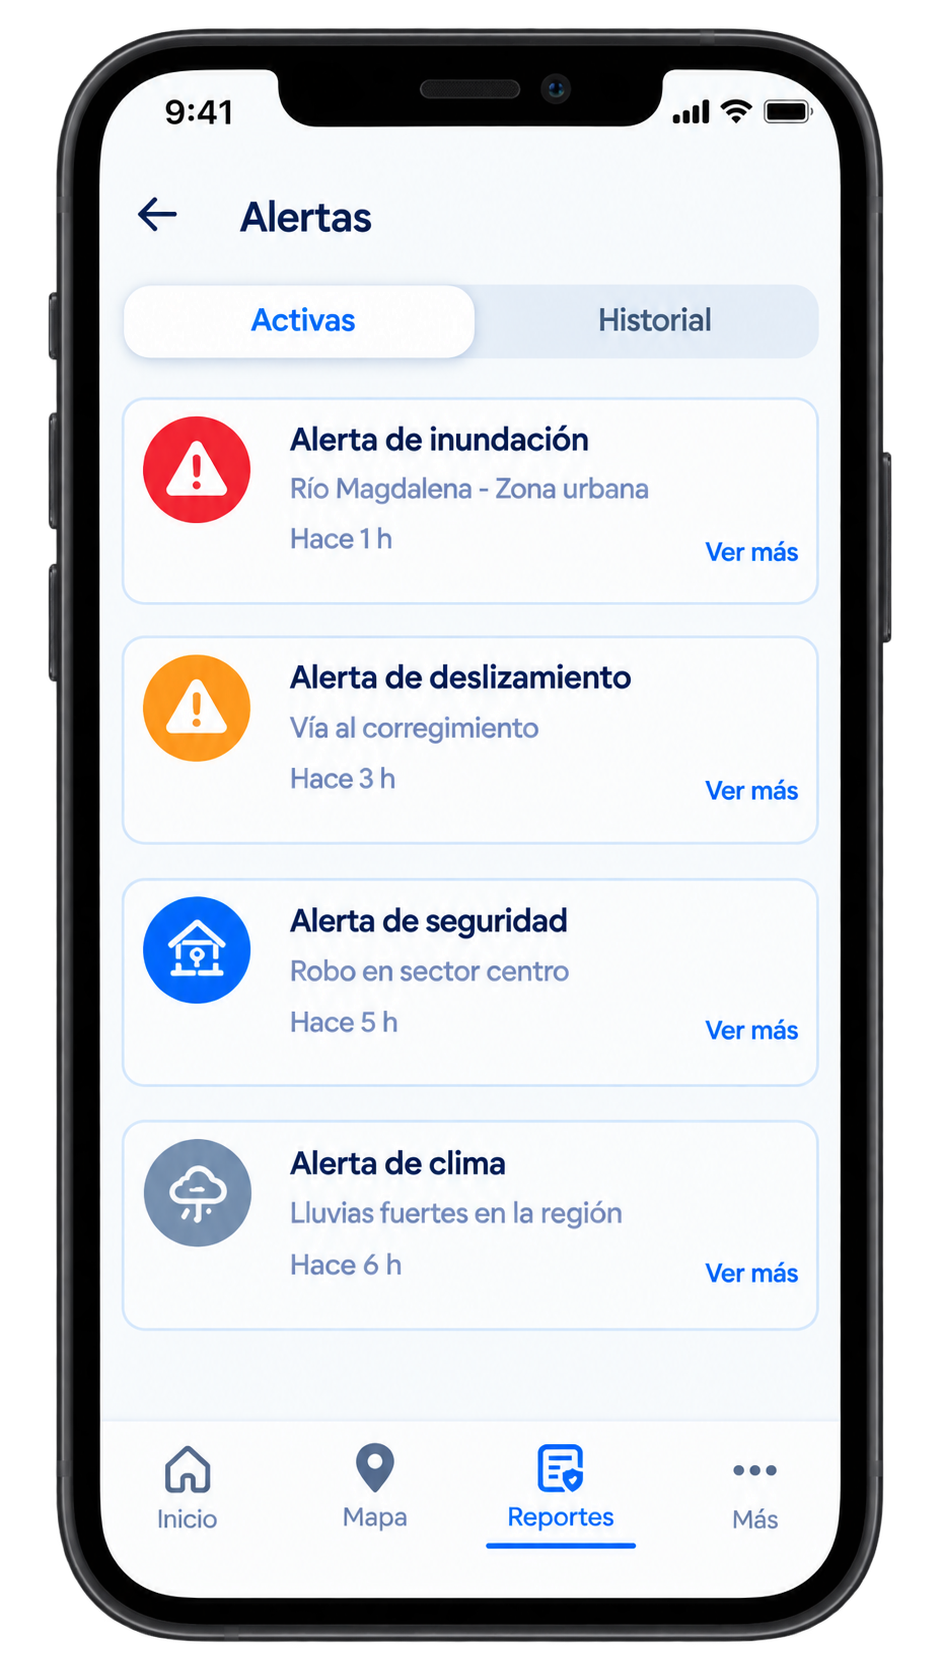 9:41
Alertas
Activas
Historial
Alerta de inundación
Río Magdalena - Zona urbana
Hace 1 h
Ver más
Alerta de deslizamiento
Vía al corregimiento
Hace 3 h
Ver más
Alerta de seguridad
Robo en sector centro
Hace 5 h
Ver más
Alerta de clima
Lluvias fuertes en la región
Hace 6 h
Ver más
Inicio
Mapa
Reportes
Más